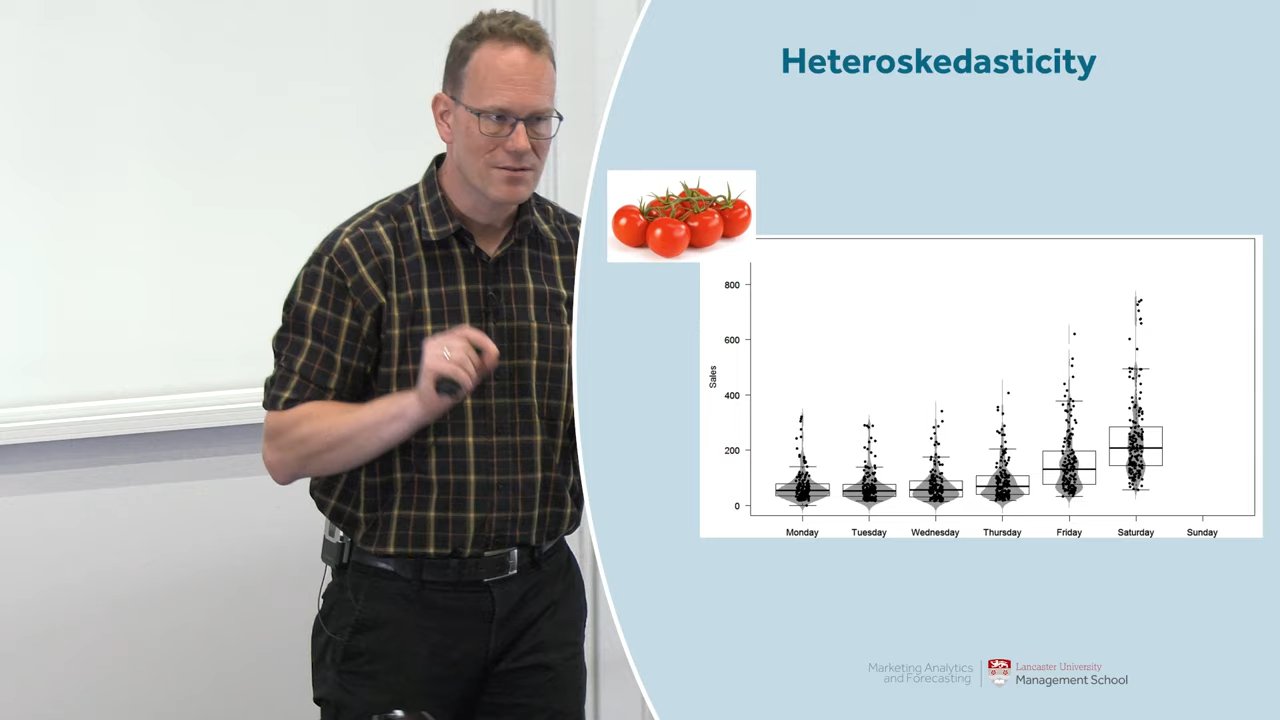 Heteroskedasticity
800
600
400
200
0
Sales
Monday Tuesday Wednesday Thursday Friday Saturday Sunday
Marketing Analytics
and Forecasting
Lancaster University
Management School